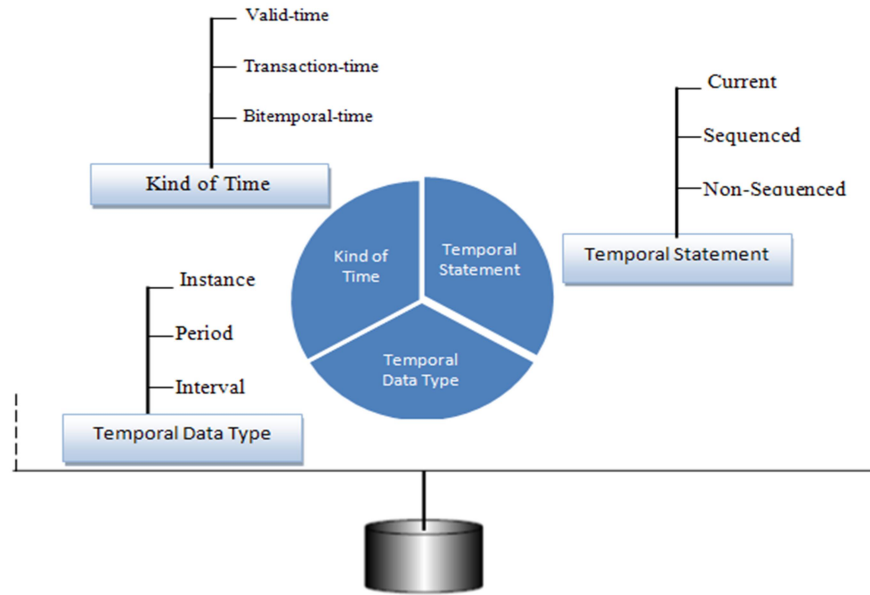 Valid-time
Transaction-time
Bitemporal-time
Kind of Time
Current
Sequenced
Non-Sequenced
Temporal Statement
Kind of
Time
Temporal
Statement
Temporal
Data Type
Instance
Period
Interval
Temporal Data Type